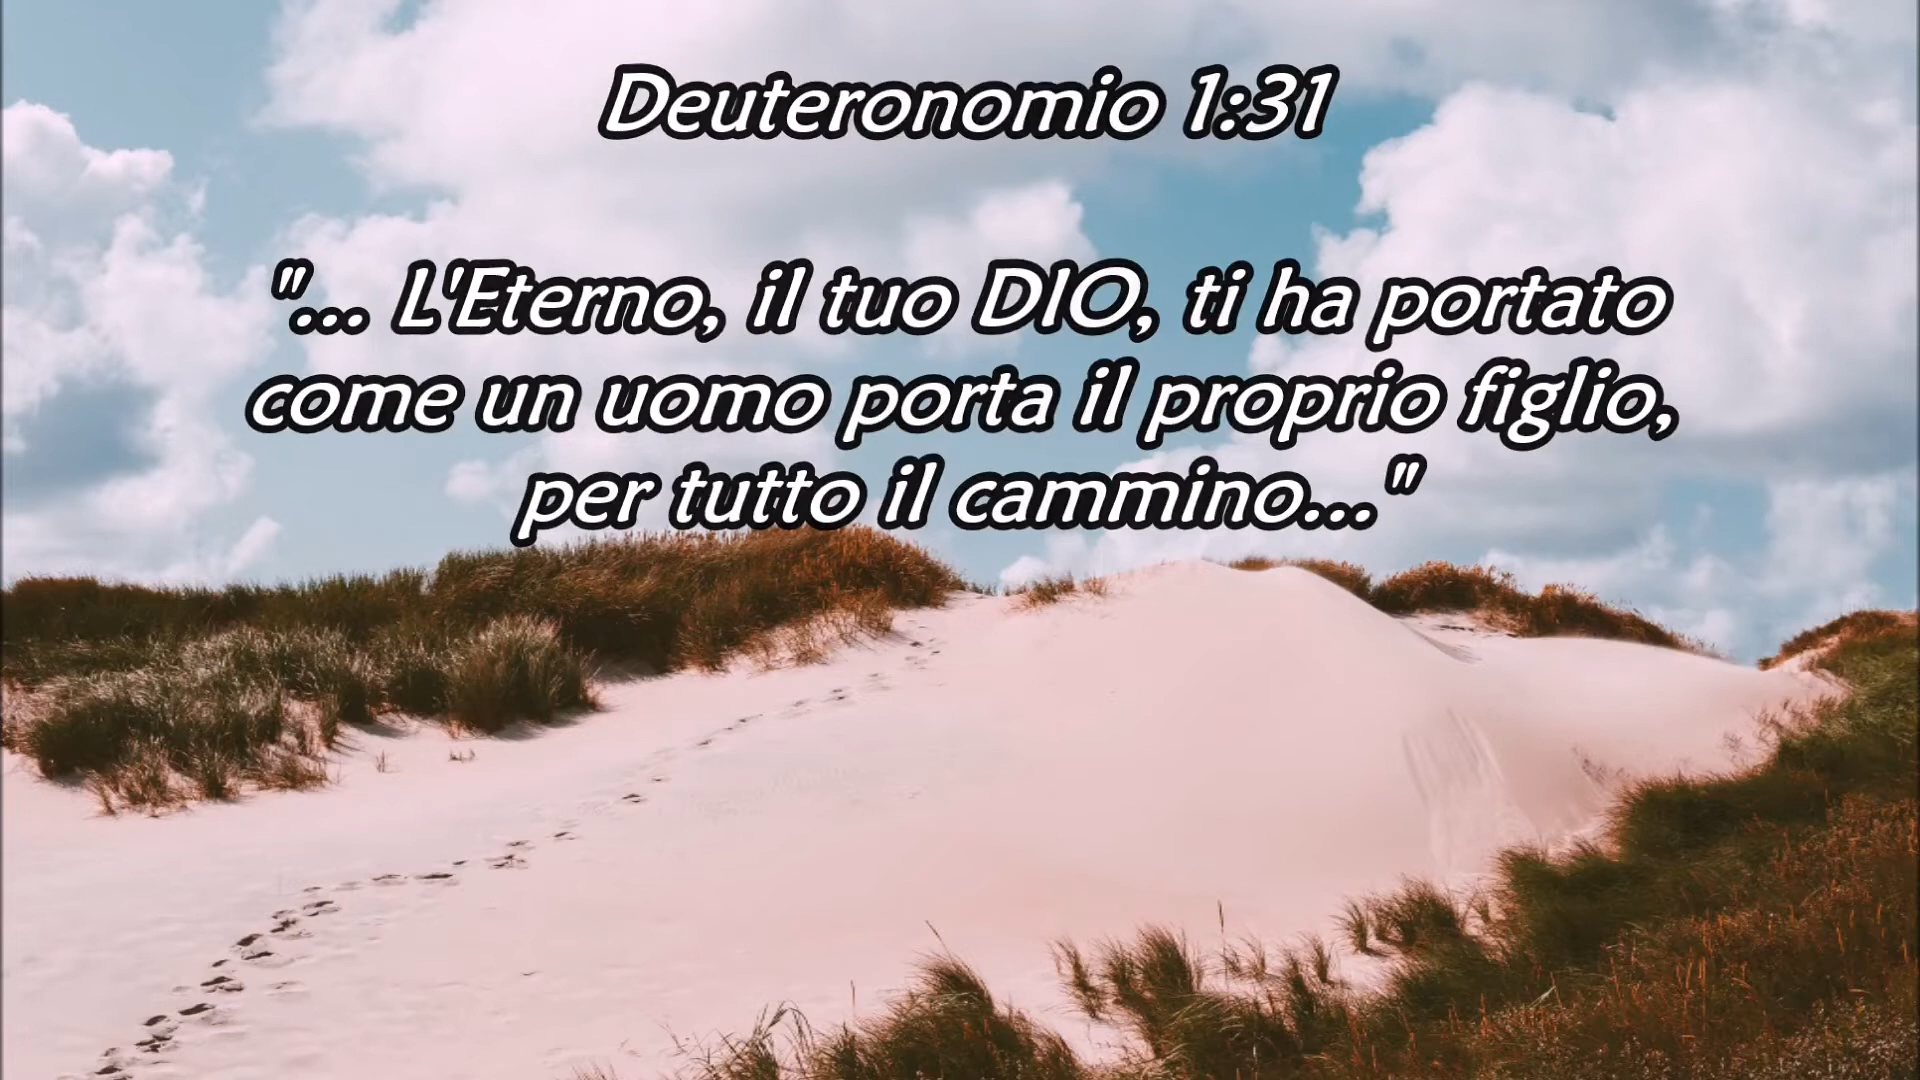 Deuteronomio 1:31
"... L'Eterno, il tuo DIO, ti ha portato
come un uomo porta il proprio figlio,
per tutto il cammino..."